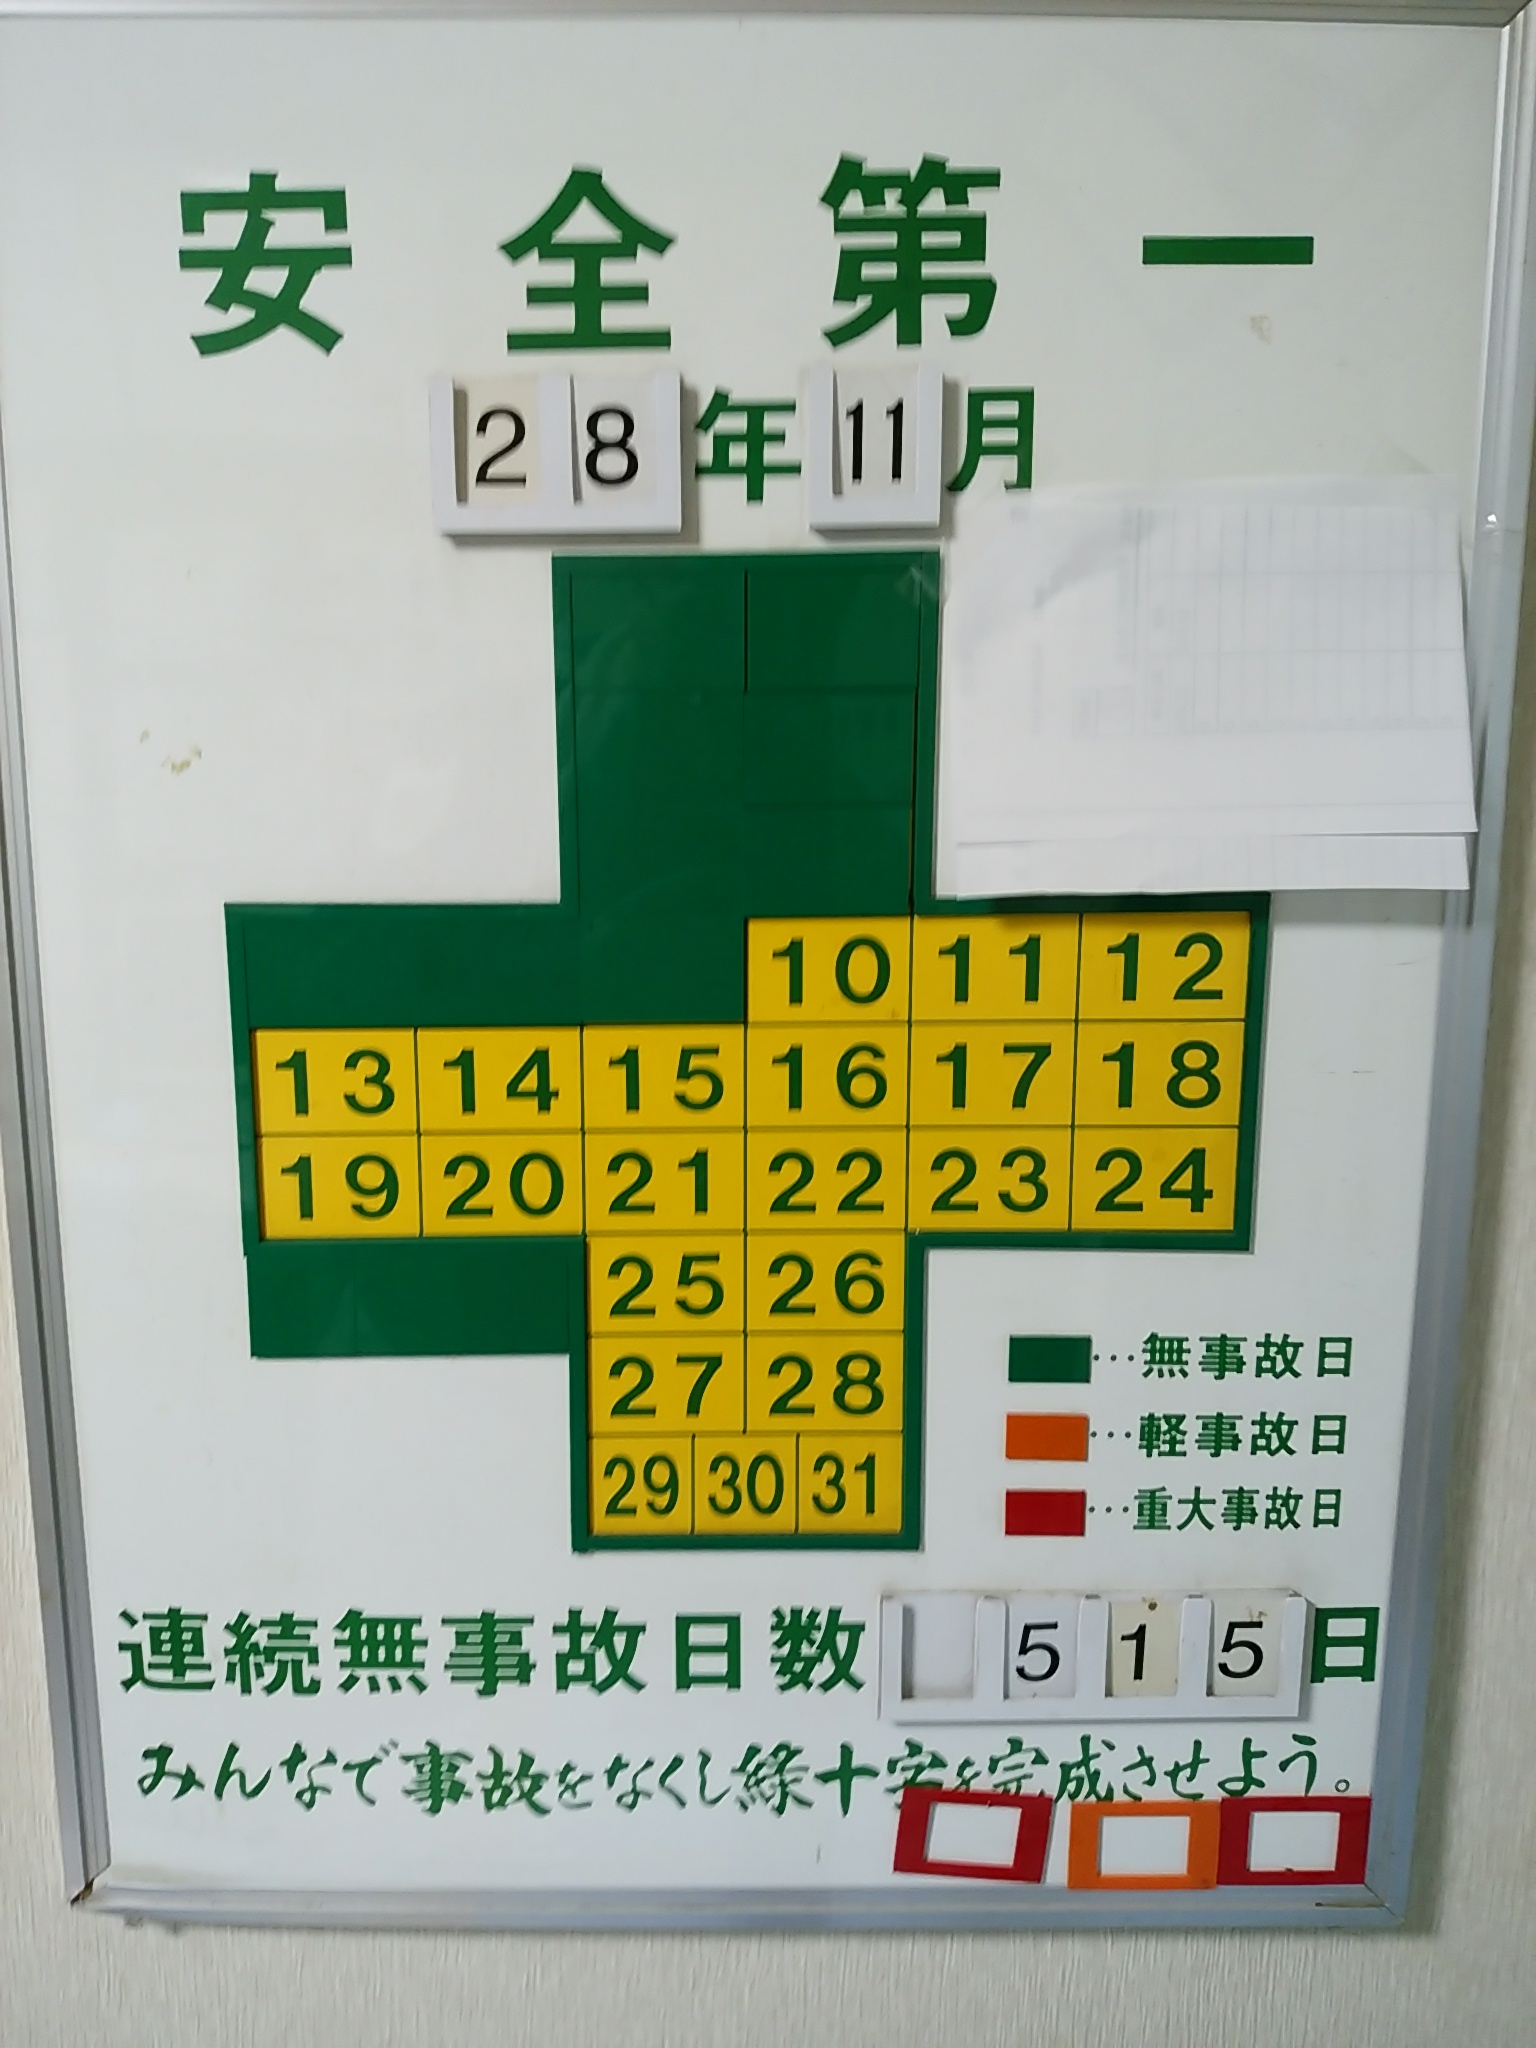 安全第一
28年11月
10 11 12
13 14 15 16 17 18
19 20 21 22 23 24
25 26
27 28
29 30 31
…無事故日
…軽事故日
…重大事故日
連続無事故日数 515日
みんなで事故をなくし緑十字を完成させよう。